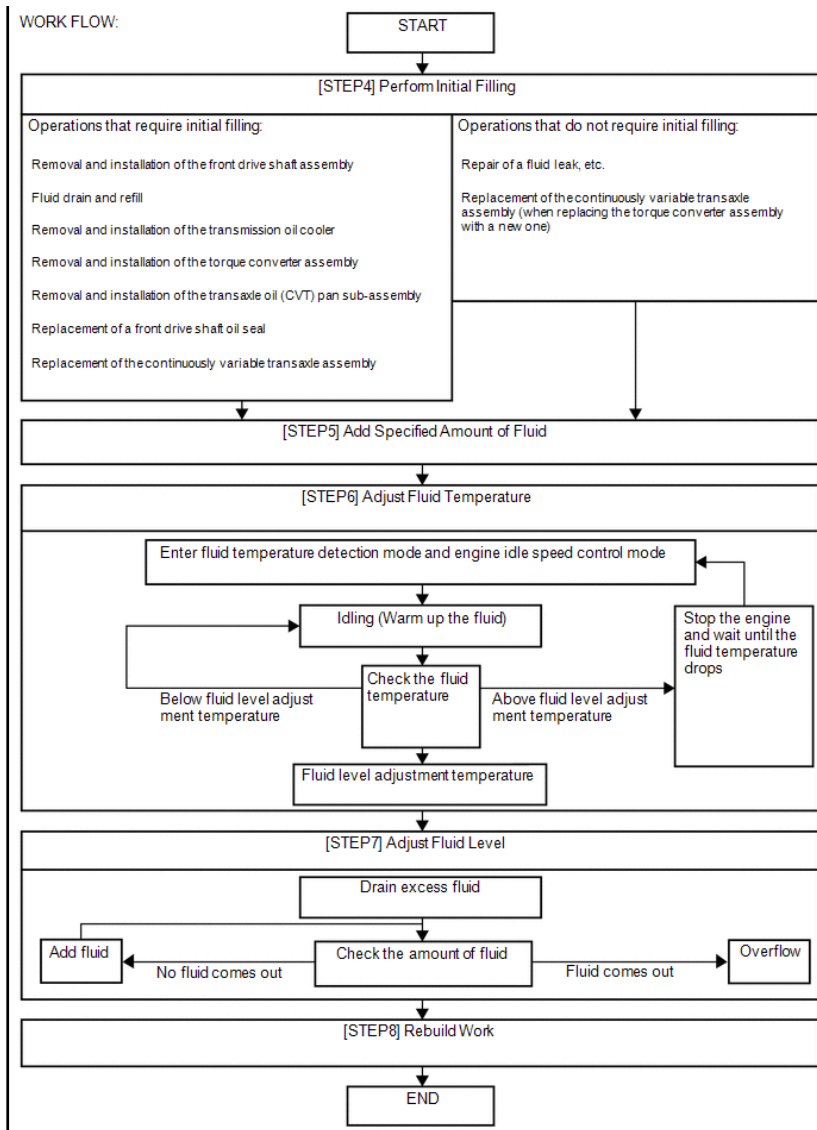 WORK FLOW:
START
[STEP4] Perform Initial Filling
Operations that require initial filling:
Removal and installation of the front drive shaft assembly
Fluid drain and refill
Removal and installation of the transmission oil cooler
Removal and installation of the torque converter assembly
Removal and installation of the transaxle oil (CVT) pan sub-assembly
Replacement of a front drive shaft oil seal
Replacement of the continuously variable transaxle assembly
Operations that do not require initial filling:
Repair of a fluid leak, etc.
Replacement of the continuously variable transaxle
assembly (when replacing the torque converter assembly
with a new one)
[STEP5] Add Specified Amount of Fluid
[STEP6] Adjust Fluid Temperature
Enter fluid temperature detection mode and engine idle speed control mode
Idling (Warm up the fluid)
Stop the engine
and wait until the
fluid temperature
drops
Check the fluid
temperature
Below fluid level adjust
ment temperature
Above fluid level adjust
ment temperature
Fluid level adjustment temperature
[STEP7] Adjust Fluid Level
Drain excess fluid
Add fluid
Check the amount of fluid
Overflow
No fluid comes out
Fluid comes out
[STEP8] Rebuild Work
END